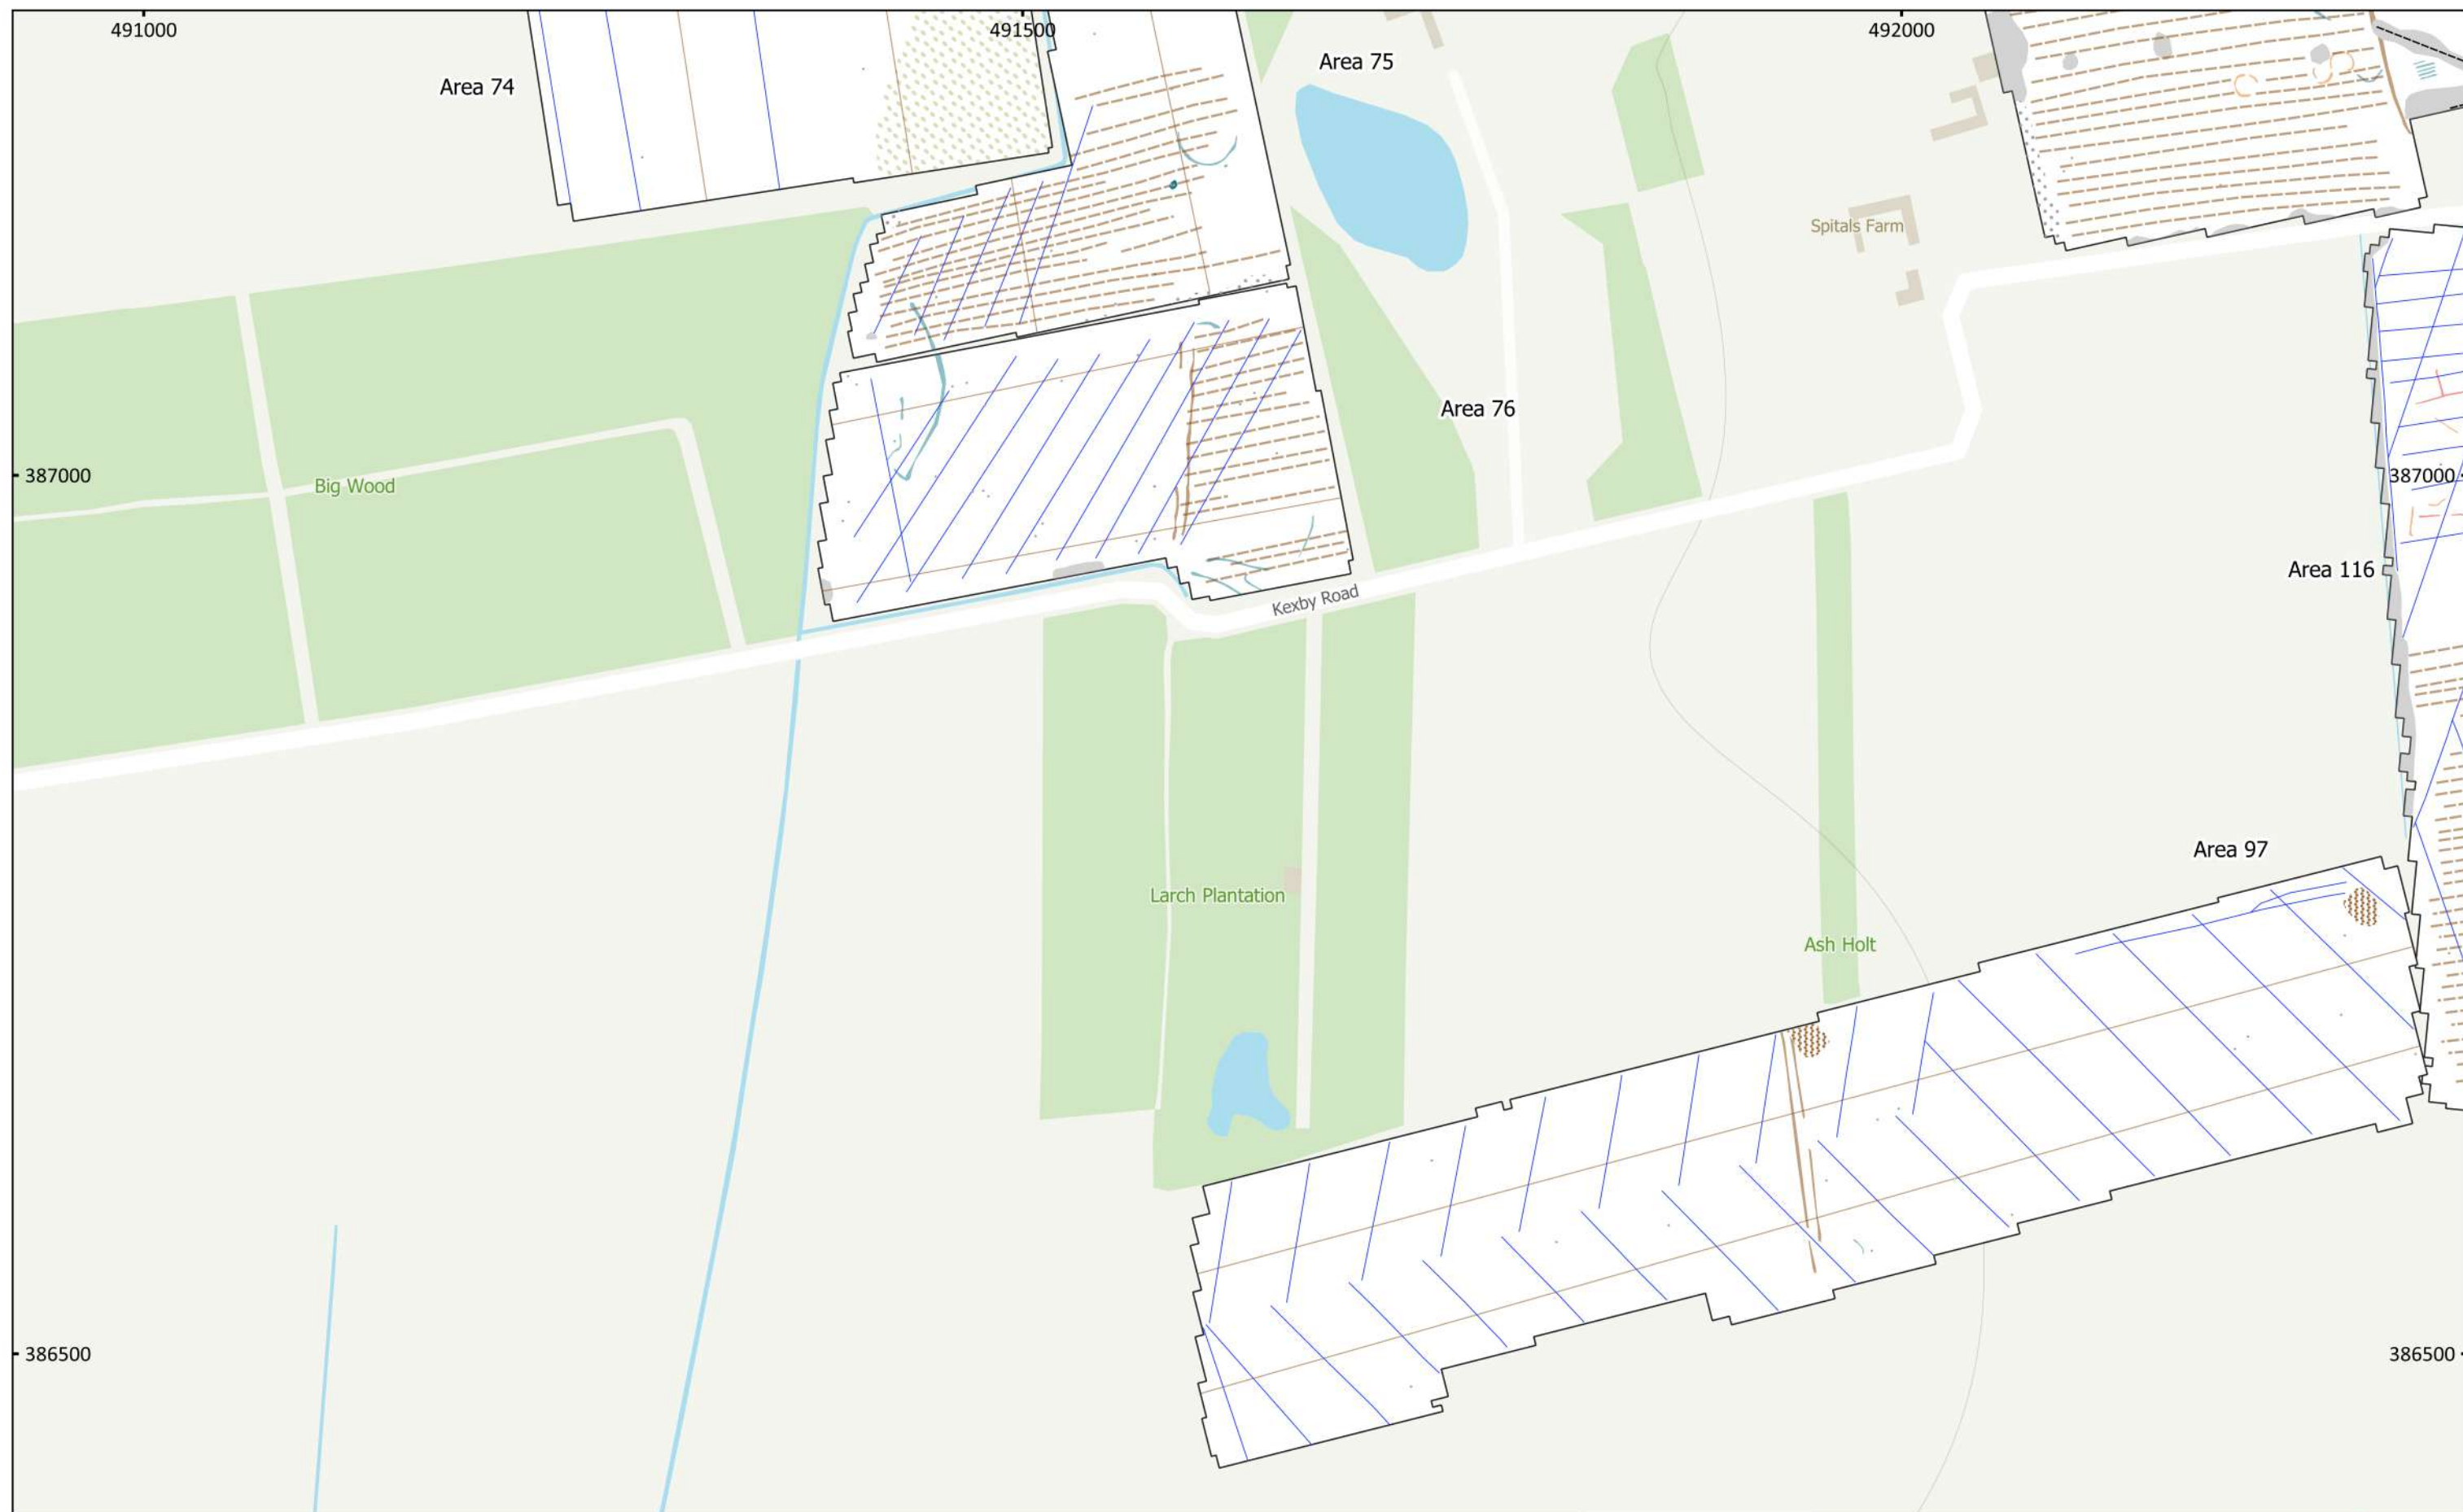 491000
491500
492000
Area 75
Area 74
Spitals Farm
Area 76
387000
387000
Big Wood
Area 116
Kexby Road
Area 97
Larch Plantation
Ash Holt
386500
386500